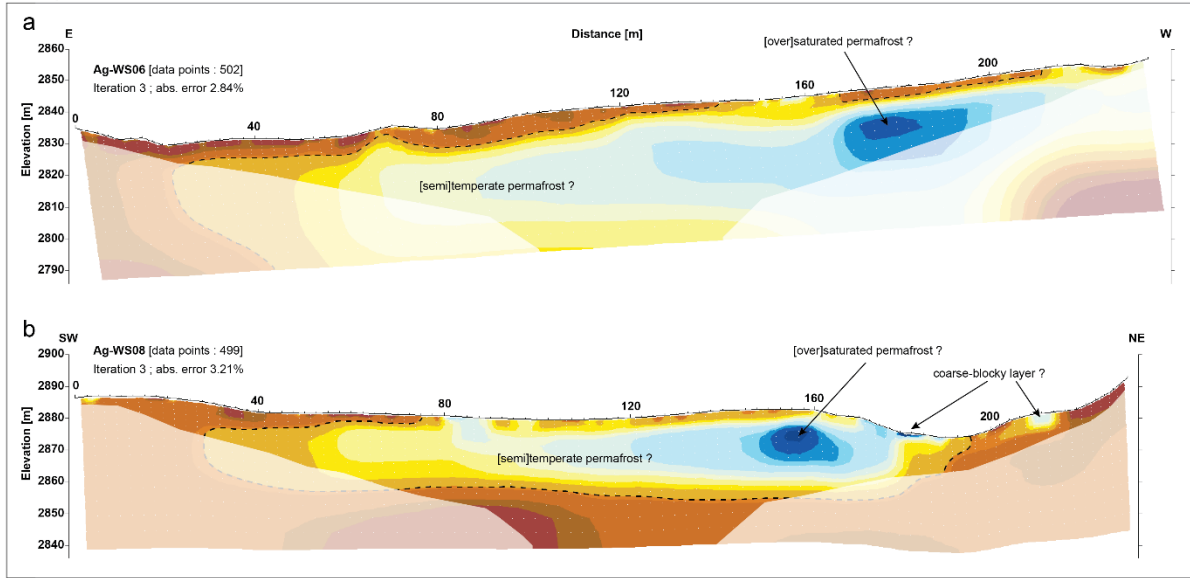 a
E
Distance [m]
W
2860
2850
2840
2830
2820
2810
2800
2790
Elevation [m]
Ag-WS06 [data points : 502]
Iteration 3 ; abs. error 2.84%
[over]saturated permafrost ?
0
40
80
120
160
200
[semi]temperate permafrost ?
b
SW
NE
2900
2890
2880
2870
2860
2850
2840
Elevation [m]
Ag-WS08 [data points : 499]
Iteration 3 ; abs. error 3.21%
[over]saturated permafrost ?
coarse-blocky layer ?
0
40
80
120
160
200
[semi]temperate permafrost ?